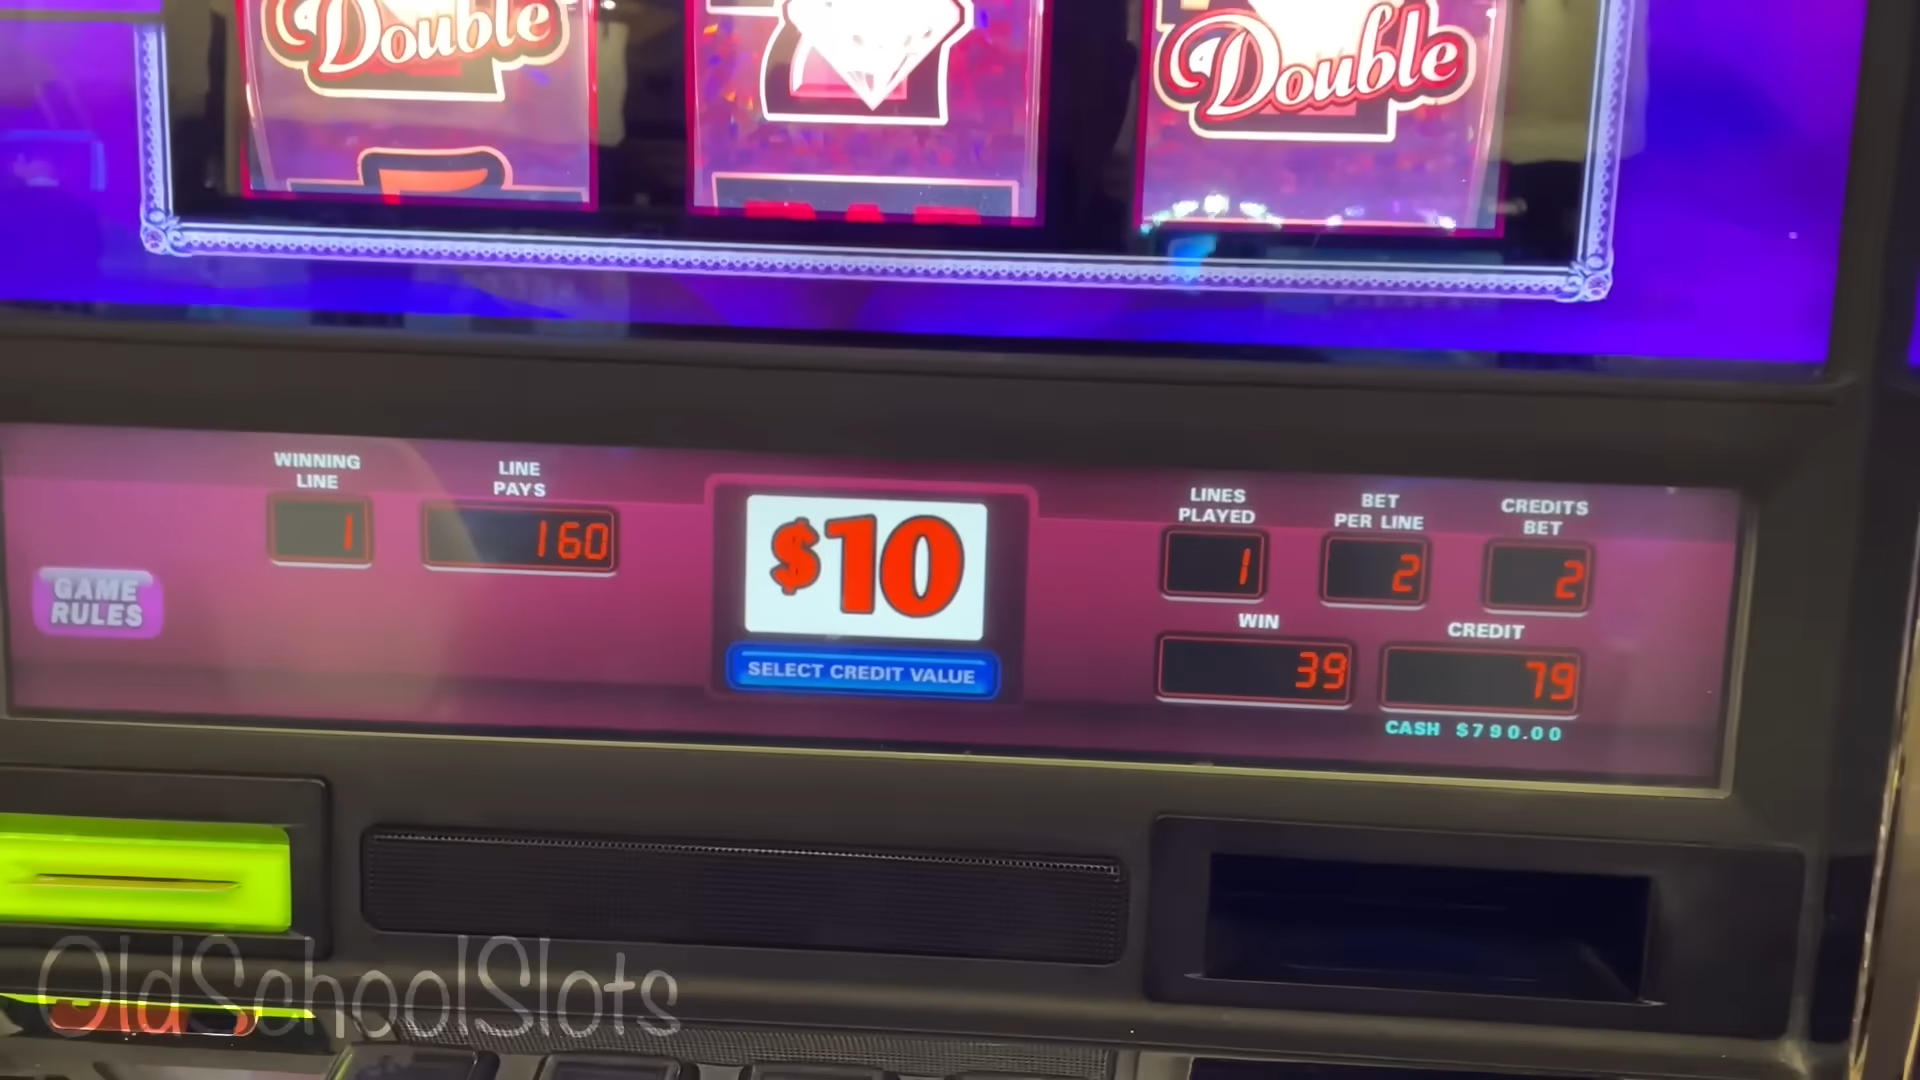 Double
Double
WINNING
LINE
1
LINE
PAYS
160
$10
SELECT CREDIT VALUE
GAME
RULES
LINES
PLAYED
1
BET
PER LINE
2
CREDITS
BET
2
WIN
39
CREDIT
79
CASH $790.00
OldSchoolSlots